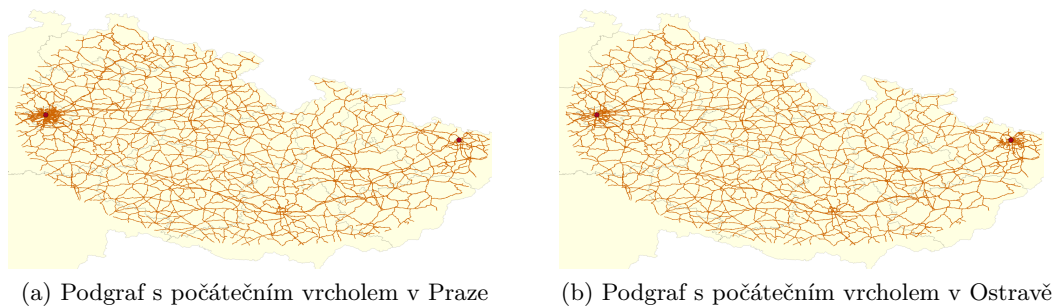 (a) Podgraf s počátečním vrcholem v Praze
(b) Podgraf s počátečním vrcholem v Ostravě